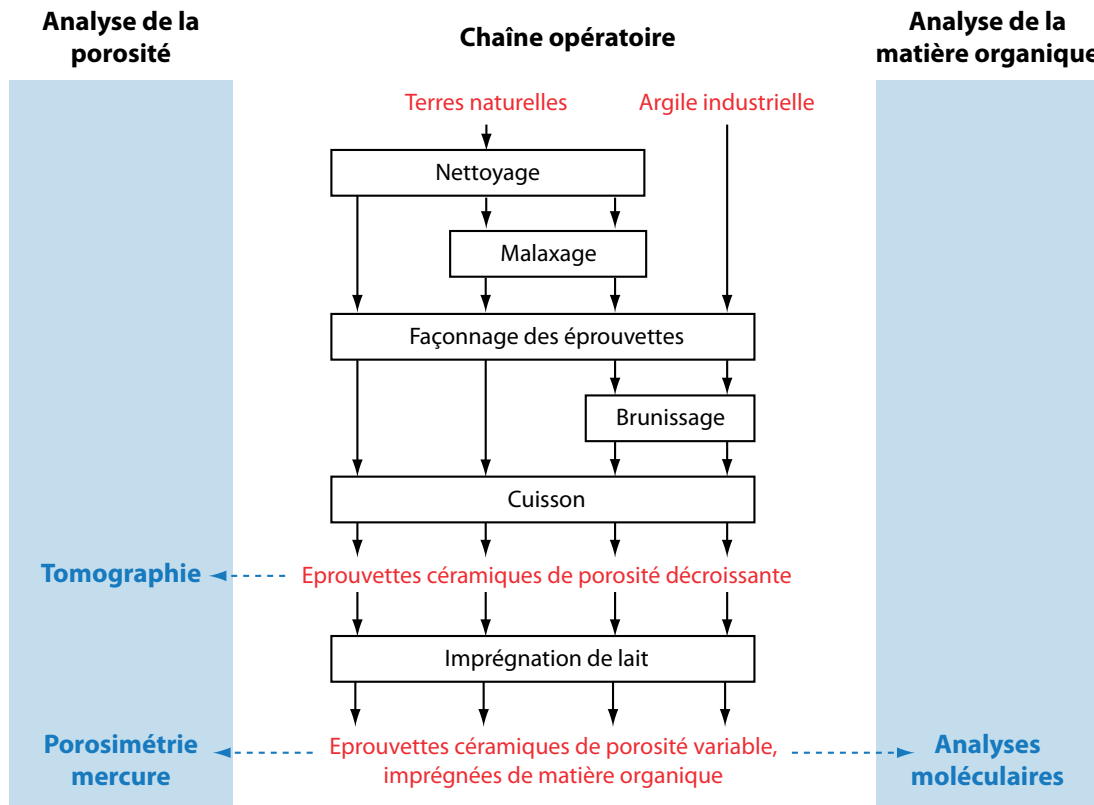 Analyse de la
porosité
Chaîne opératoire
Analyse de la
matière organique
Terres naturelles
Argile industrielle
Nettoyage
Malaxage
Façonnage des éprouvettes
Brunissage
Cuisson
Tomographie
Eprouvettes céramiques de porosité décroissante
Imprégnation de lait
Porosimétrie
mercure
Eprouvettes céramiques de porosité variable,
imprégnées de matière organique
Analyses
moléculaires